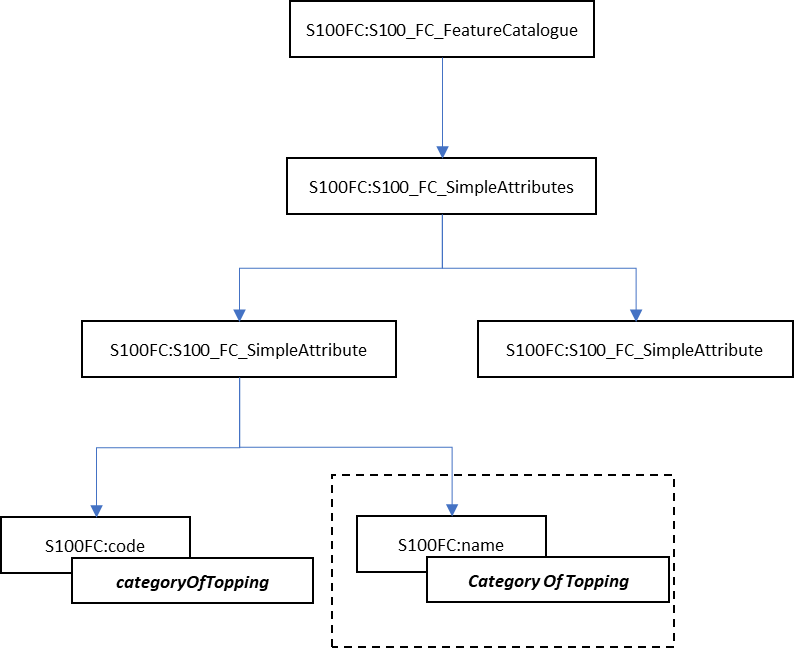 S100FC:S100_FC_FeatureCatalogue
S100FC:S100_FC_SimpleAttributes
S100FC:S100_FC_SimpleAttribute
S100FC:S100_FC_SimpleAttribute
S100FC:code
categoryOfTopping
S100FC:name
Category Of Topping